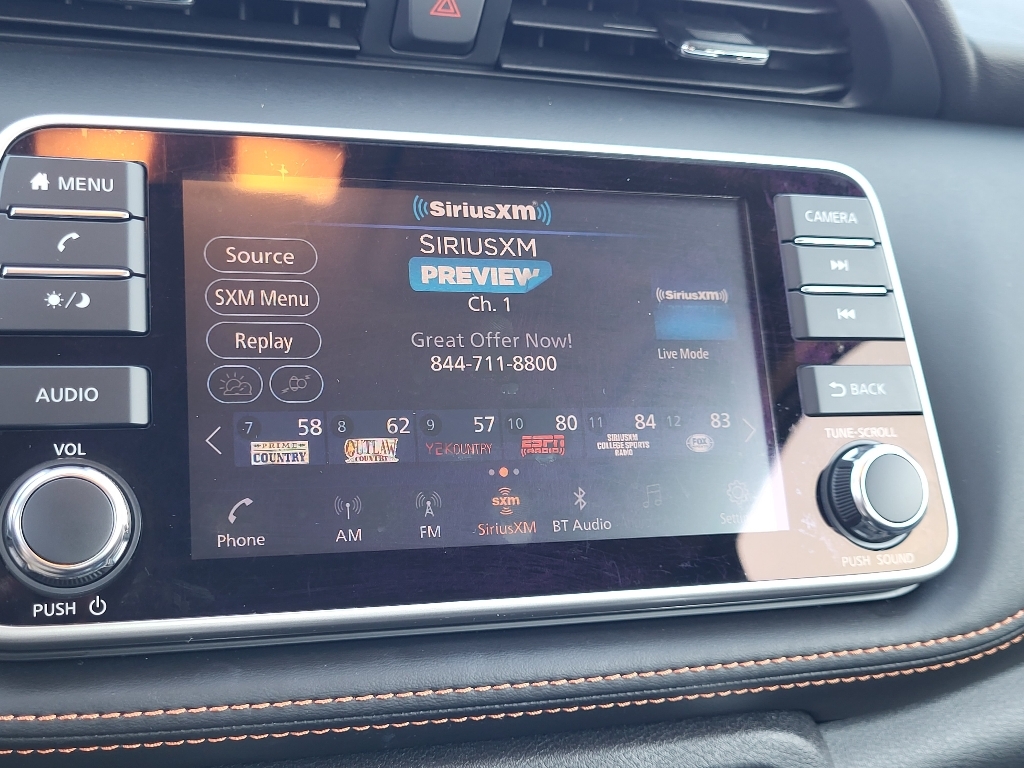 MENU
AUDIO
VOL
PUSH
SiriusXM
SIRIUSXM
PREVIEW
Ch. 1
Great Offer Now!
844-711-8800
Source
SXM Menu
Replay
SiriusXM
Live Mode
7 58
PRIME
COUNTRY
8 62
OUTLAW
COUNTRY
9 57
Y2KOUNTRY
10 80
ESPN
RADIO
11 84
SIRIUSXM
COLLEGE SPORTS
RADIO
12 83
FOX
Phone
AM
FM
sxm
SiriusXM
BT Audio
CAMERA
BACK
TUNE·SCROLL
PUSH SOUND